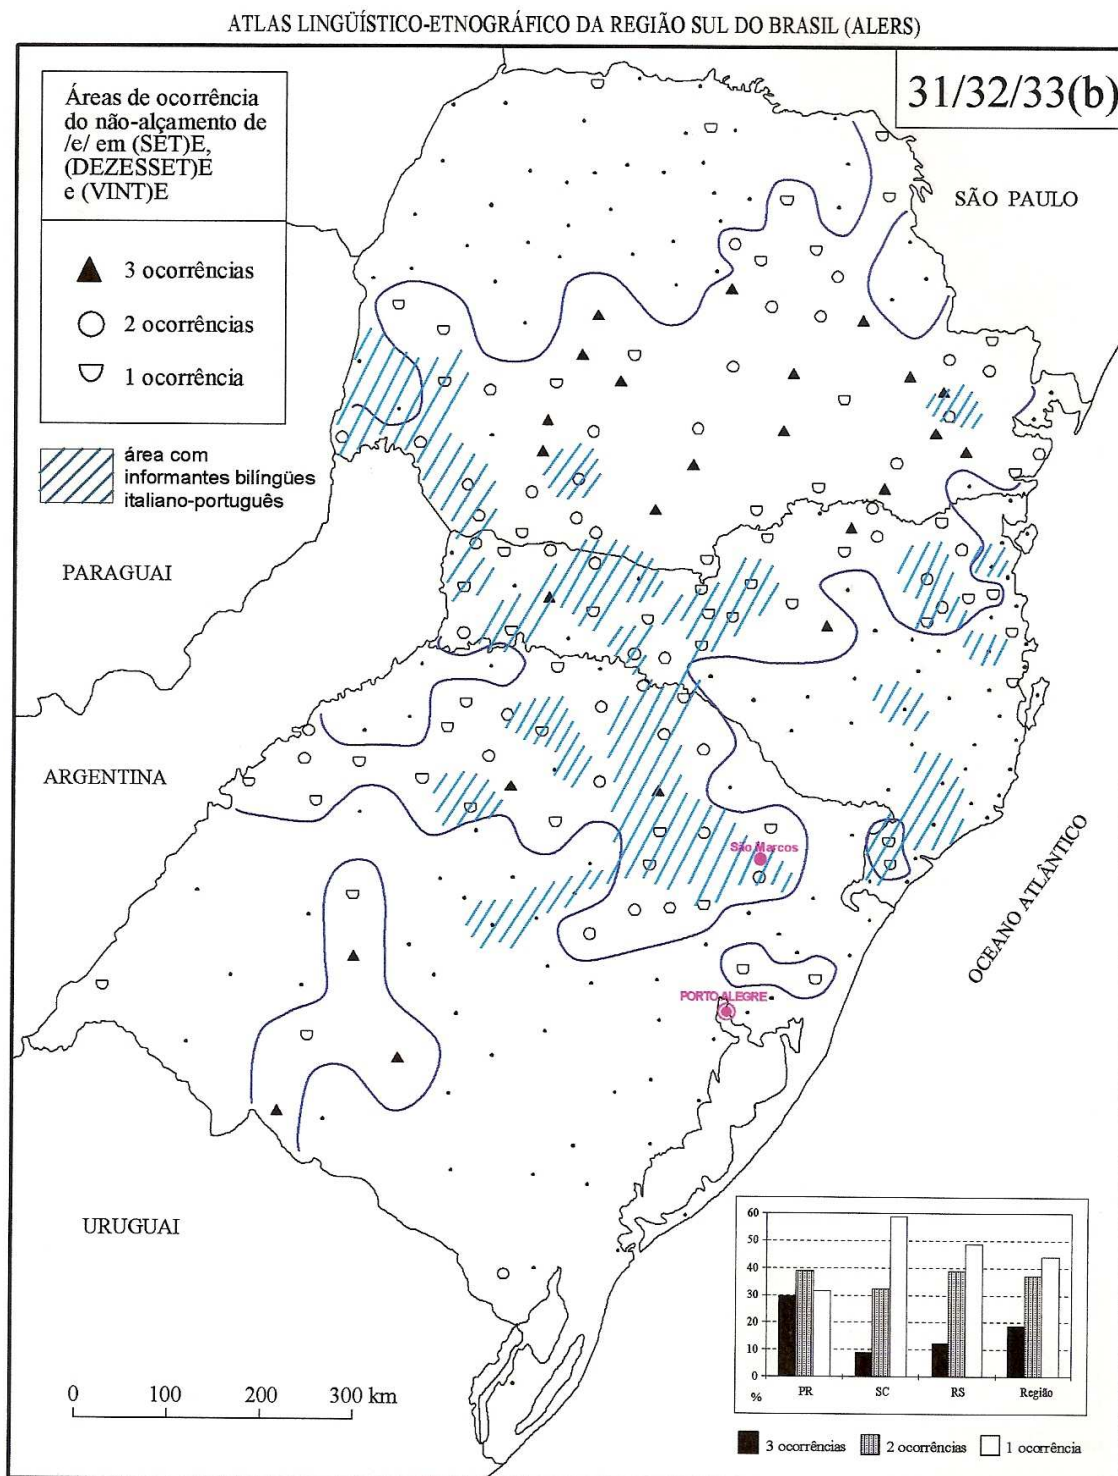 ATLAS LINGÜÍSTICO-ETNOGRÁFICO DA REGIÃO SUL DO BRASIL (ALERS)
31/32/33(b)
Áreas de ocorrência
do não-alçamento de
/e/ em (SET)E,
(DEZESSET)E
e (VINT)E
3 ocorrências
2 ocorrências
1 ocorrência
área com
informantes bilíngües
italiano-português
SÃO PAULO
PARAGUAI
ARGENTINA
São Marcos
OCEANO ATLÂNTICO
PORTO ALEGRE
URUGUAI
60
50
40
30
20
10
0
%
PR
SC
RS
Região
3 ocorrências
2 ocorrências
1 ocorrência
0
100
200
300 km